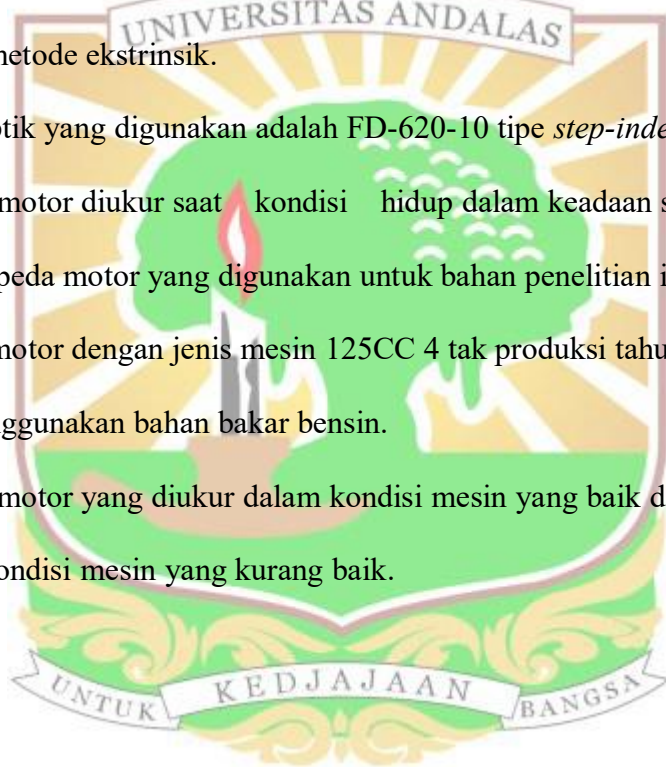 UNIVERSITAS ANDALAS
metode ekstrinsik.
optik yang digunakan adalah FD-620-10 tipe step-inde
motor diukur saat kondisi hidup dalam keadaan s
peda motor yang digunakan untuk bahan penelitian i
motor dengan jenis mesin 125CC 4 tak produksi tahu
ggunakan bahan bakar bensin.
motor yang diukur dalam kondisi mesin yang baik d
ondisi mesin yang kurang baik.
UNTUK KEDJAJAAN BANGSA